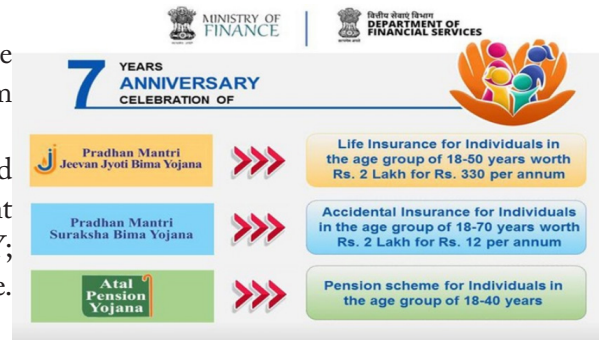 MINISTRY OF
FINANCE
वित्तीय सेवाएं विभाग
DEPARTMENT OF
FINANCIAL SERVICES
e
m
d
nt
Y;
e.
7 YEARS
ANNIVERSARY
CELEBRATION OF
Pradhan Mantri
Jeevan Jyoti Bima Yojana
Life Insurance for Individuals in
the age group of 18-50 years worth
Rs. 2 Lakh for Rs. 330 per annum
Pradhan Mantri
Suraksha Bima Yojana
Accidental Insurance for Individuals
in the age group of 18-70 years worth
Rs. 2 Lakh for Rs. 12 per annum
Atal
Pension
Yojana
Pension scheme for Individuals in
the age group of 18-40 years